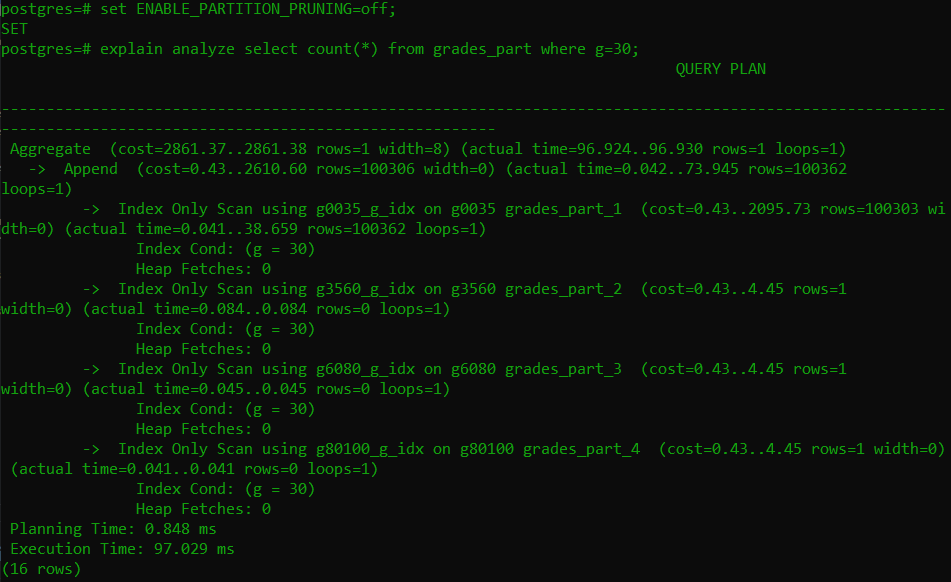 postgres=# set ENABLE_PARTITION_PRUNING=off;
SET
postgres=# explain analyze select count(*) from grades_part where g=30;
QUERY PLAN
---------------------------------------------------------------------------------------------------------
-------------------------------------------------------
Aggregate  (cost=2861.37..2861.38 rows=1 width=8) (actual time=96.924..96.930 rows=1 loops=1)
  ->  Append  (cost=0.43..2610.60 rows=100306 width=0) (actual time=0.042..73.945 rows=100362
loops=1)
        ->  Index Only Scan using g0035_g_idx on g0035 grades_part_1  (cost=0.43..2095.73 rows=100303 wi
dth=0) (actual time=0.041..38.659 rows=100362 loops=1)
              Index Cond: (g = 30)
              Heap Fetches: 0
        ->  Index Only Scan using g3560_g_idx on g3560 grades_part_2  (cost=0.43..4.45 rows=1
width=0) (actual time=0.084..0.084 rows=0 loops=1)
              Index Cond: (g = 30)
              Heap Fetches: 0
        ->  Index Only Scan using g6080_g_idx on g6080 grades_part_3  (cost=0.43..4.45 rows=1
width=0) (actual time=0.045..0.045 rows=0 loops=1)
              Index Cond: (g = 30)
              Heap Fetches: 0
        ->  Index Only Scan using g80100_g_idx on g80100 grades_part_4  (cost=0.43..4.45 rows=1 width=0)
 (actual time=0.041..0.041 rows=0 loops=1)
              Index Cond: (g = 30)
              Heap Fetches: 0
Planning Time: 0.848 ms
Execution Time: 97.029 ms
(16 rows)